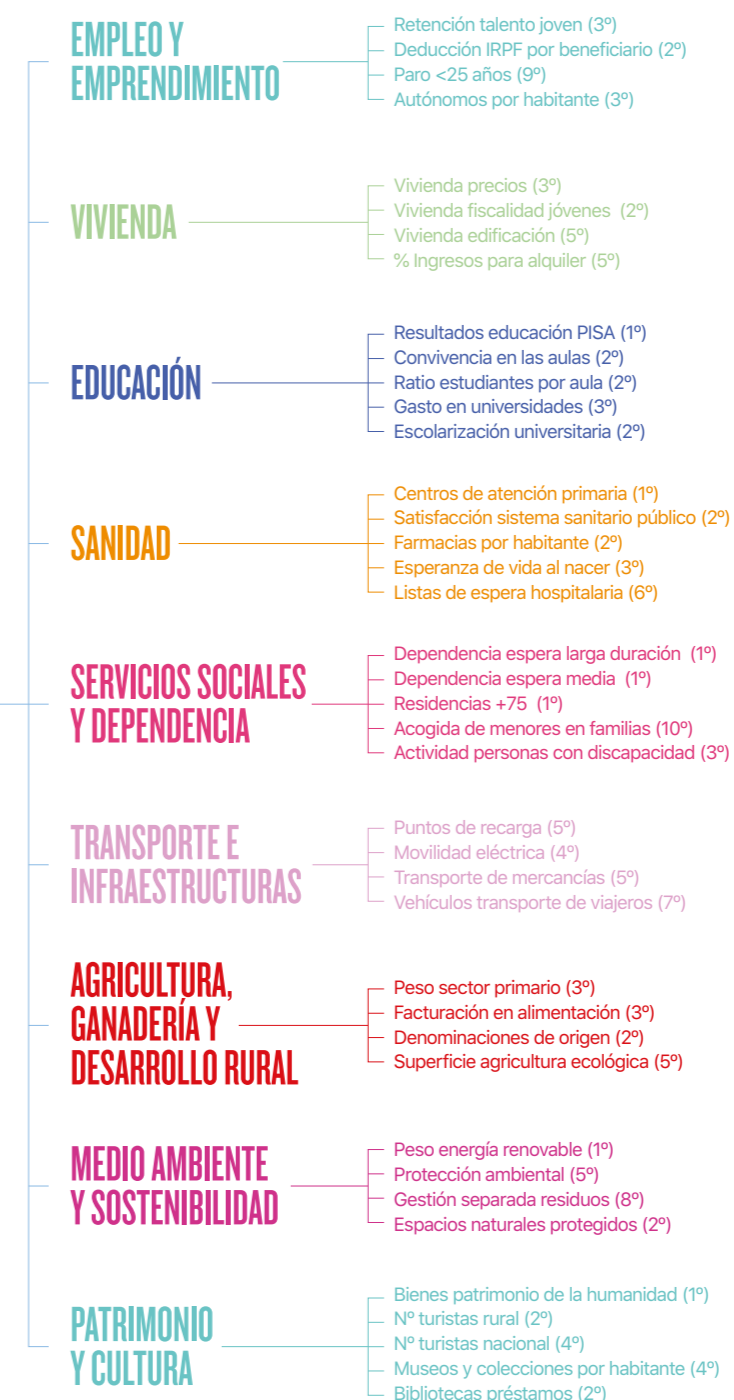 EMPLEO Y
EMPRENDIMIENTO
Retención talento joven (3º)
Deducción IRPF por beneficiario (2º)
Paro <25 años (9º)
Autónomos por habitante (3º)
VIVIENDA
Vivienda precios (3º)
Vivienda fiscalidad jóvenes (2º)
Vivienda edificación (5º)
% Ingresos para alquiler (5º)
EDUCACIÓN
Resultados educación PISA (1º)
Convivencia en las aulas (2º)
Ratio estudiantes por aula (2º)
Gasto en universidades (3º)
Escolarización universitaria (2º)
SANIDAD
Centros de atención primaria (1º)
Satisfacción sistema sanitario público (2º)
Farmacias por habitante (2º)
Esperanza de vida al nacer (3º)
Listas de espera hospitalaria (6º)
SERVICIOS SOCIALES
Y DEPENDENCIA
Dependencia espera larga duración (1º)
Dependencia espera media (1º)
Residencias +75 (1º)
Acogida de menores en familias (10º)
Actividad personas con discapacidad (3º)
TRANSPORTE E
INFRAESTRUCTURAS
Puntos de recarga (5º)
Movilidad eléctrica (4º)
Transporte de mercancías (5º)
Vehículos transporte de viajeros (7º)
AGRICULTURA,
GANADERÍA Y
DESARROLLO RURAL
Peso sector primario (3º)
Facturación en alimentación (3º)
Denominaciones de origen (2º)
Superficie agricultura ecológica (5º)
MEDIO AMBIENTE
Y SOSTENIBILIDAD
Peso energía renovable (1º)
Protección ambiental (5º)
Gestión separada residuos (8º)
Espacios naturales protegidos (2º)
PATRIMONIO
Y CULTURA
Bienes patrimonio de la humanidad (1º)
Nº turistas rural (2º)
Nº turistas nacional (4º)
Museos y colecciones por habitante (4º)
Bibliotecas préstamos (2º)